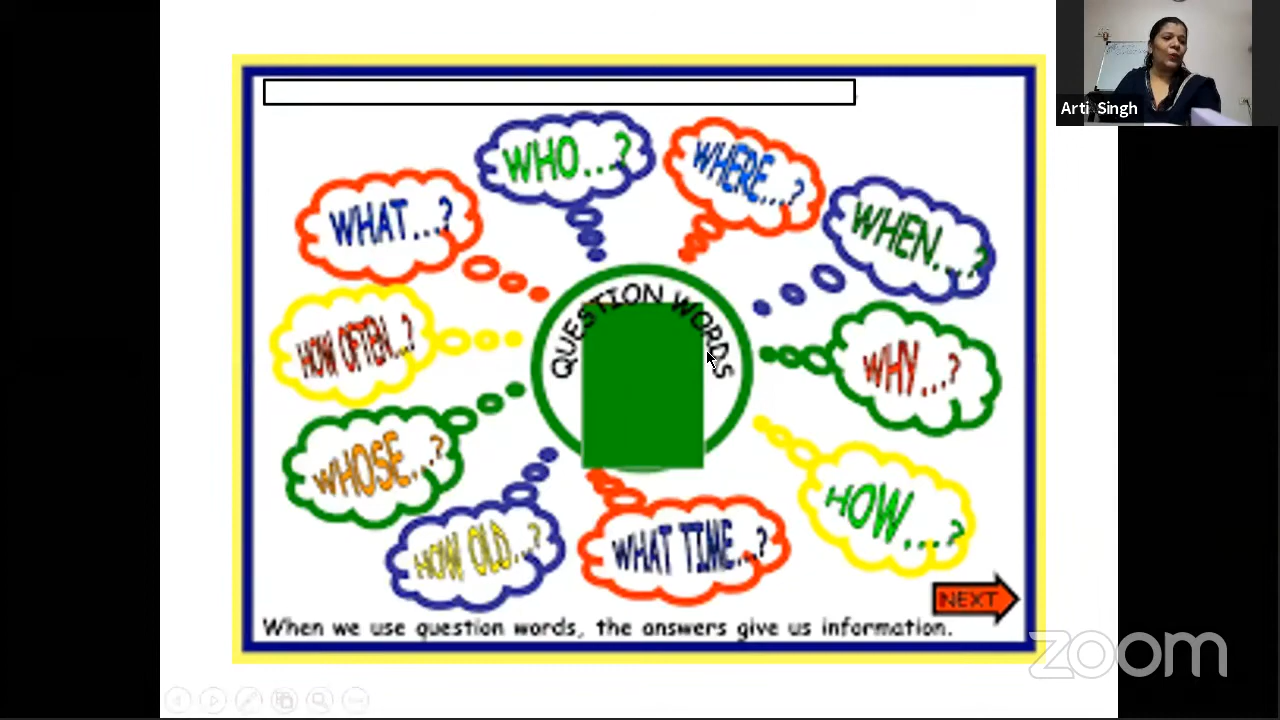 Arti Singh
WHO...?
WHERE...?
WHAT...?
WHEN....?
QUESTION WORDS
HOW OFTEN..?
WHY...?
WHOSE...?
HOW...?
HOW OLD...?
WHAT TIME...?
NEXT
When we use question words, the answers give us information.
zoom